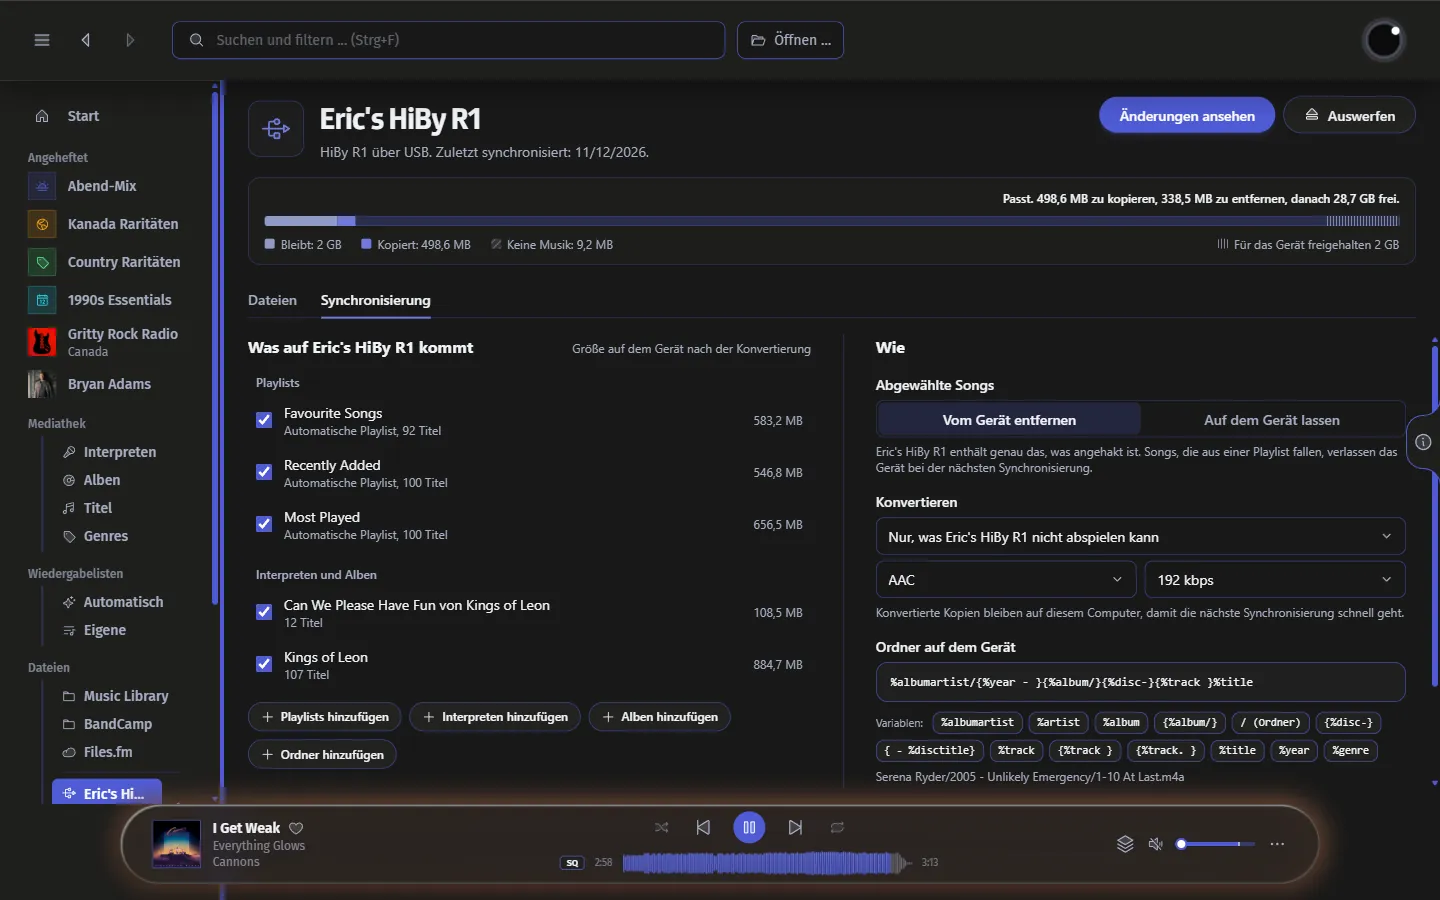 Suchen und filtern ... (Strg+F)
Öffnen ...
Start
Angeheftet
Abend-Mix
Kanada Raritäten
Country Raritäten
1990s Essentials
Gritty Rock Radio
Canada
Bryan Adams
Mediathek
Interpreten
Alben
Titel
Genres
Wiedergabelisten
Automatisch
Eigene
Dateien
Music Library
BandCamp
Files.fm
Eric's Hi...
Eric's HiBy R1
HiBy R1 über USB. Zuletzt synchronisiert: 11/12/2026.
Änderungen ansehen
Auswerfen
Passt. 498,6 MB zu kopieren, 338,5 MB zu entfernen, danach 28,7 GB frei.
Bleibt: 2 GB
Kopiert: 498,6 MB
Keine Musik: 9,2 MB
Für das Gerät freigehalten 2 GB
Dateien
Synchronisierung
Was auf Eric's HiBy R1 kommt
Größe auf dem Gerät nach der Konvertierung
Playlists
Favourite Songs
Automatische Playlist, 92 Titel
583,2 MB
Recently Added
Automatische Playlist, 100 Titel
546,8 MB
Most Played
Automatische Playlist, 100 Titel
656,5 MB
Interpreten und Alben
Can We Please Have Fun von Kings of Leon
12 Titel
108,5 MB
Kings of Leon
107 Titel
884,7 MB
Playlists hinzufügen
Interpreten hinzufügen
Alben hinzufügen
Ordner hinzufügen
Wie
Abgewählte Songs
Vom Gerät entfernen
Auf dem Gerät lassen
Eric's HiBy R1 enthält genau das, was angehakt ist. Songs, die aus einer Playlist fallen, verlassen das
Gerät bei der nächsten Synchronisierung.
Konvertieren
Nur, was Eric's HiBy R1 nicht abspielen kann
AAC
192 kbps
Konvertierte Kopien bleiben auf diesem Computer, damit die nächste Synchronisierung schnell geht.
Ordner auf dem Gerät
%albumartist/{%year - }{%album/}{%disc-}{%track }%title
Variablen: %albumartist %artist %album {%album/} / (Ordner) {%disc-}
{ - %disctitle} %track {%track } {%track. } %title %year %genre
Serena Ryder/2005 - Unlikely Emergency/1-10 At Last.m4a
I Get Weak
Everything Glows
Cannons
SQ
2:58
3:13